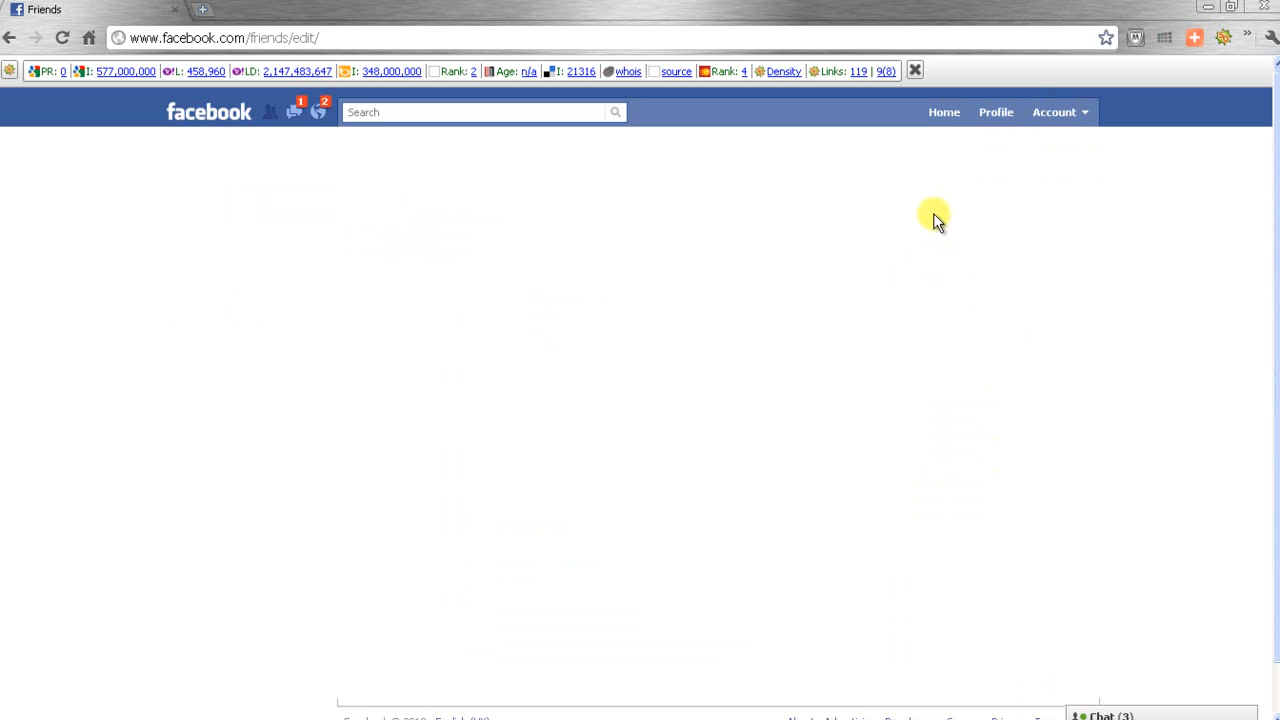 Friends
www.facebook.com/friends/edit/
PR: 0 I: 577,000,000 L: 458,960 LD: 2,147,483,647 I: 348,000,000 Rank: 2 Age: n/a I: 21316 whois source Rank: 4 Density Links: 119 | 9(8)
facebook 1 2 Search Home Profile Account
Chat (3)